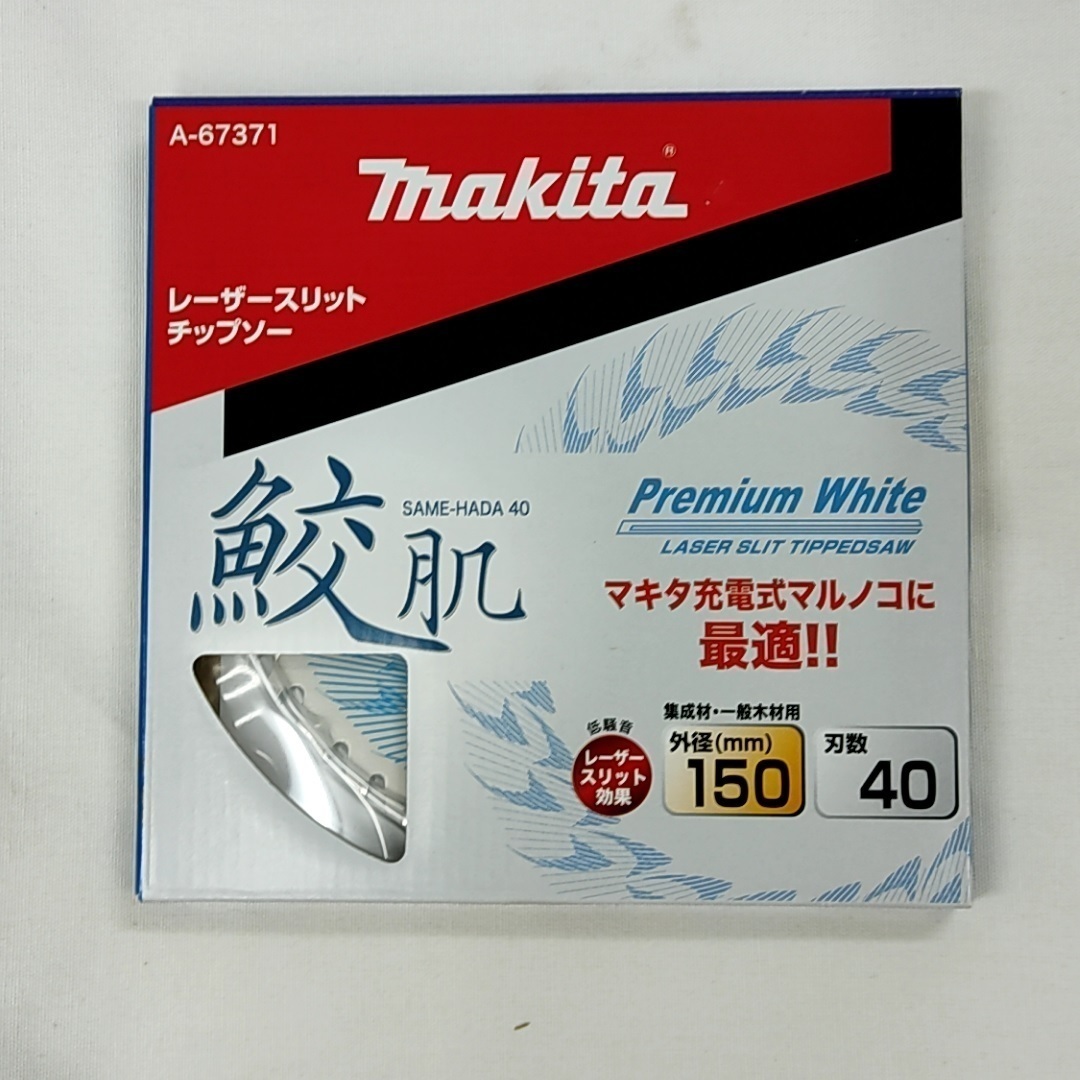 A-67371
makita®
レーザースリット
チップソー
鮫肌
SAME-HADA 40
Premium White
LASER SLIT TIPPEDSAW
マキタ充電式マルノコに
最適!!
低騒音
レーザー
スリット
効果
集成材・一般木材用
外径(mm)
150
刃数
40